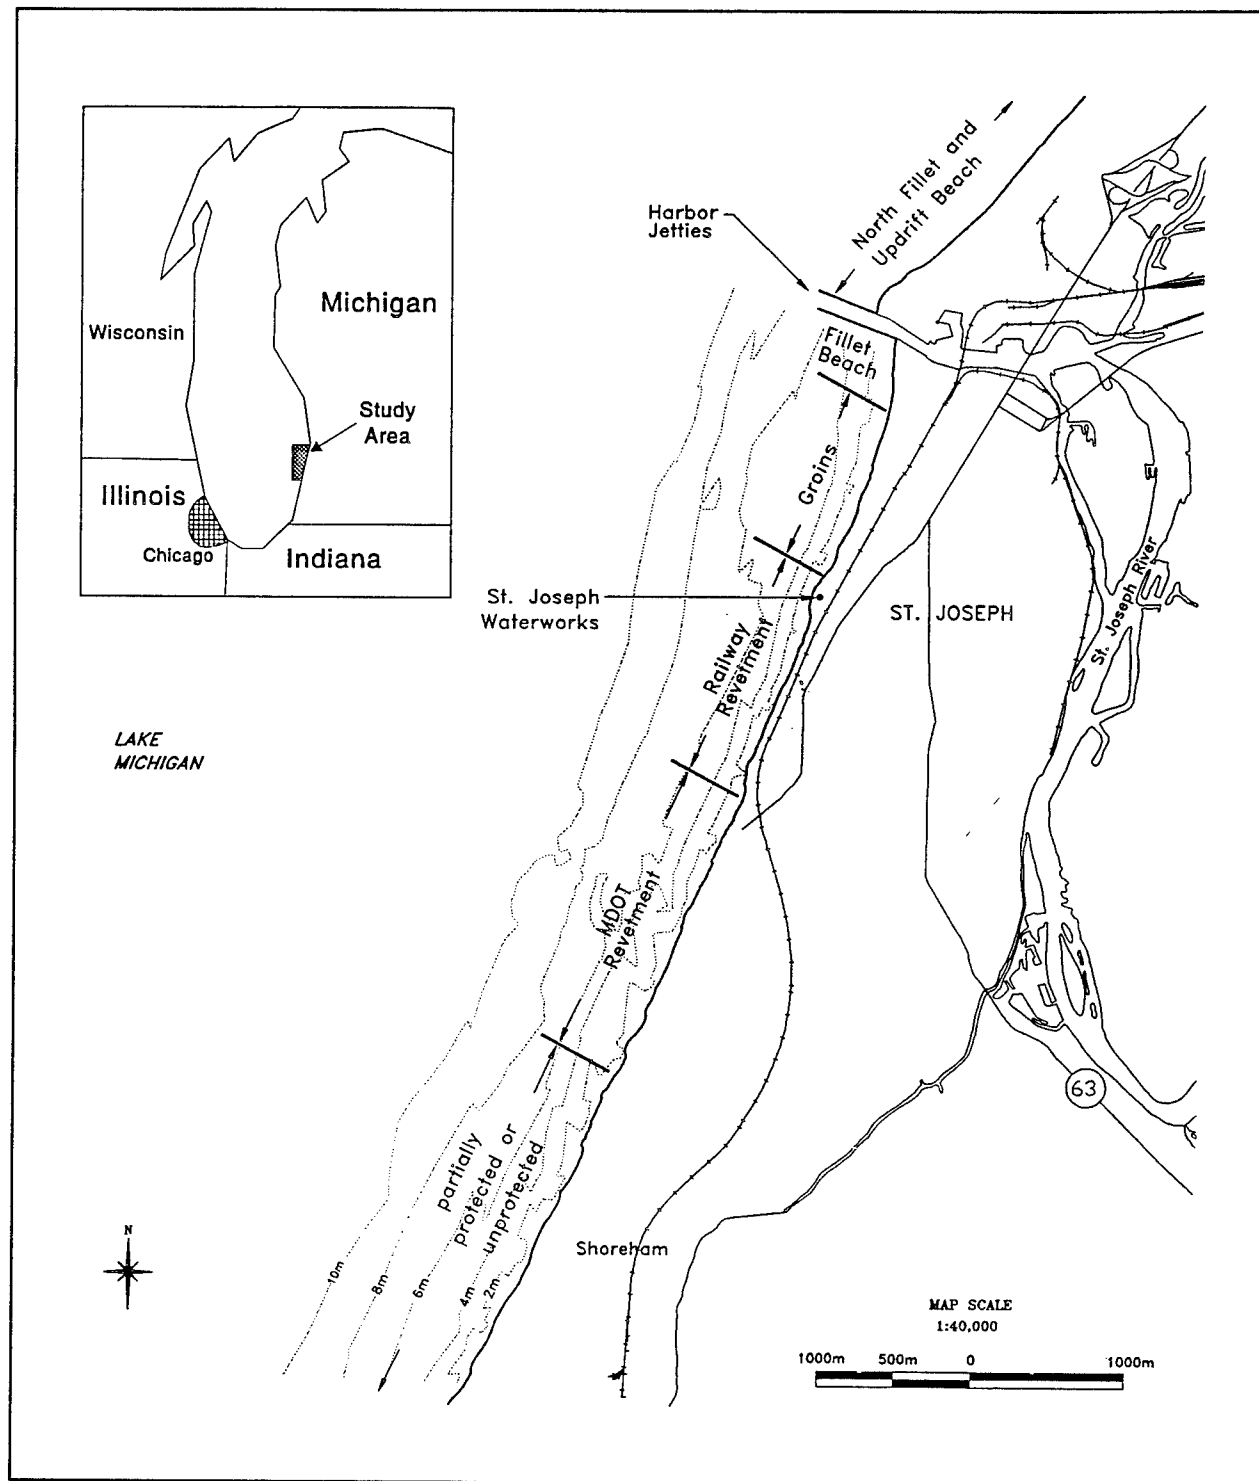 Wisconsin
Michigan
Study
Area
Illinois
Chicago
Indiana
Harbor
Jetties
North Fillet and
Updrift Beach
Fillet
Beach
Groins
St. Joseph
Waterworks
ST. JOSEPH
St. Joseph River
Railway
Revetment
LAKE
MICHIGAN
MDOT
Revetment
63
partially
protected or
unprotected
Shoreham
N
10m
8m
6m
4m
2m
MAP SCALE
1:40,000
1000m 500m 0 1000m